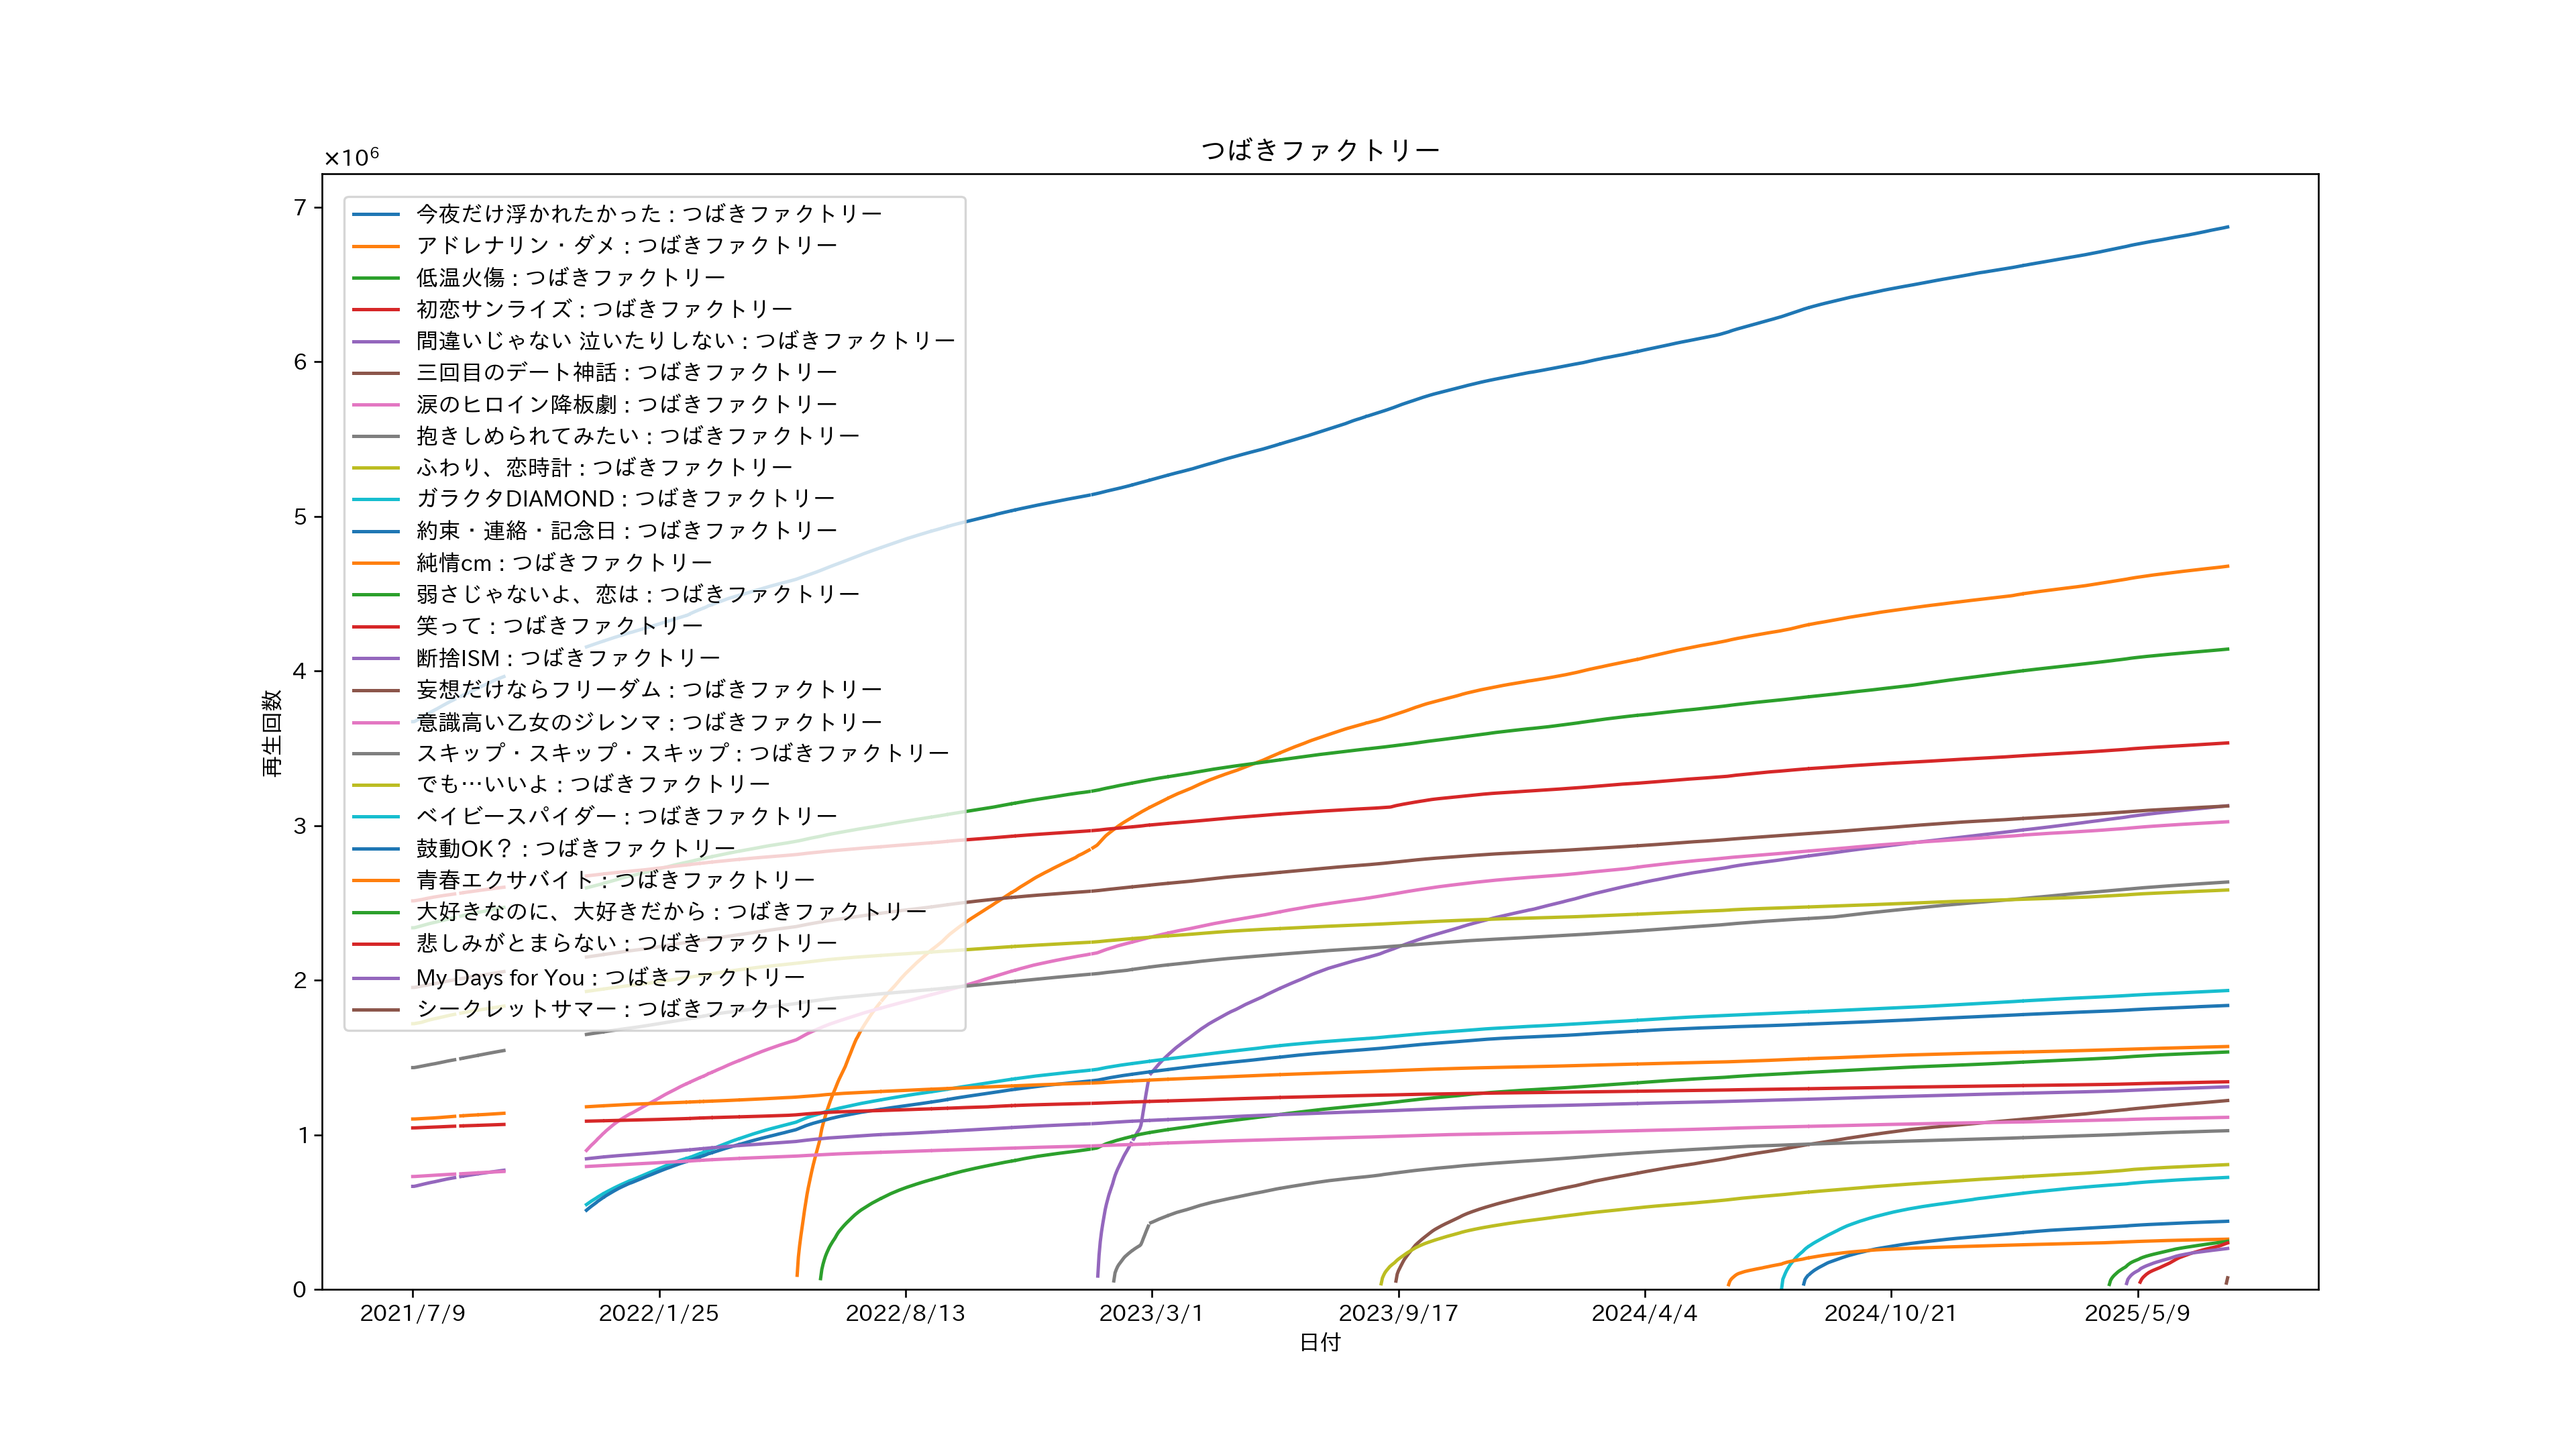 つばきファクトリー
×10⁶
7
6
5
4
3
2
1
0
再生回数
今夜だけ浮かれたかった : つばきファクトリー
アドレナリン・ダメ : つばきファクトリー
低温火傷 : つばきファクトリー
初恋サンライズ : つばきファクトリー
間違いじゃない 泣いたりしない : つばきファクトリー
三回目のデート神話 : つばきファクトリー
涙のヒロイン降板劇 : つばきファクトリー
抱きしめられてみたい : つばきファクトリー
ふわり、恋時計 : つばきファクトリー
ガラクタDIAMOND : つばきファクトリー
約束・連絡・記念日 : つばきファクトリー
純情cm : つばきファクトリー
弱さじゃないよ、恋は : つばきファクトリー
笑って : つばきファクトリー
断捨ISM : つばきファクトリー
妄想だけならフリーダム : つばきファクトリー
意識高い乙女のジレンマ : つばきファクトリー
スキップ・スキップ・スキップ : つばきファクトリー
でも…いいよ : つばきファクトリー
ベイビースパイダー : つばきファクトリー
鼓動OK？ : つばきファクトリー
青春エクサバイト : つばきファクトリー
大好きなのに、大好きだから : つばきファクトリー
悲しみがとまらない : つばきファクトリー
My Days for You : つばきファクトリー
シークレットサマー : つばきファクトリー
2021/7/9 2022/1/25 2022/8/13 2023/3/1 2023/9/17 2024/4/4 2024/10/21 2025/5/9
日付